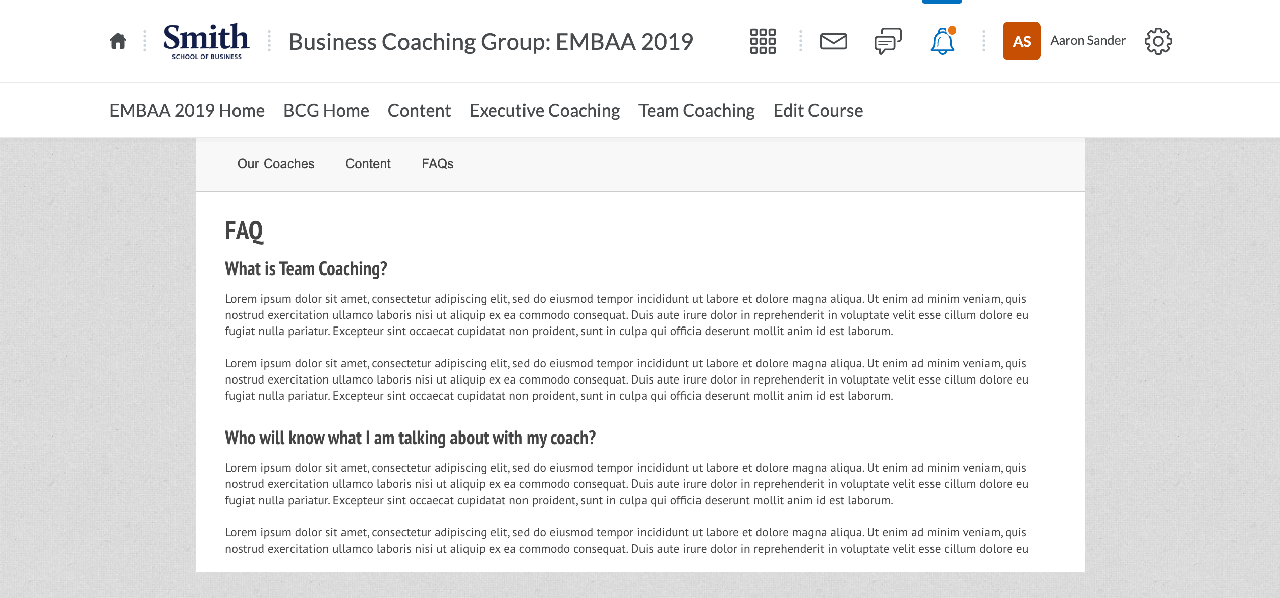 Smith
SCHOOL OF BUSINESS
Business Coaching Group: EMBAA 2019
AS
Aaron Sander
EMBAA 2019 Home
BCG Home
Content
Executive Coaching
Team Coaching
Edit Course
Our Coaches
Content
FAQs
FAQ
What is Team Coaching?
Lorem ipsum dolor sit amet, consectetur adipiscing elit, sed do eiusmod tempor incididunt ut labore et dolore magna aliqua. Ut enim ad minim veniam, quis
nostrud exercitation ullamco laboris nisi ut aliquip ex ea commodo consequat. Duis aute irure dolor in reprehenderit in voluptate velit esse cillum dolore eu
fugiat nulla pariatur. Excepteur sint occaecat cupidatat non proident, sunt in culpa qui officia deserunt mollit anim id est laborum.
Lorem ipsum dolor sit amet, consectetur adipiscing elit, sed do eiusmod tempor incididunt ut labore et dolore magna aliqua. Ut enim ad minim veniam, quis
nostrud exercitation ullamco laboris nisi ut aliquip ex ea commodo consequat. Duis aute irure dolor in reprehenderit in voluptate velit esse cillum dolore eu
fugiat nulla pariatur. Excepteur sint occaecat cupidatat non proident, sunt in culpa qui officia deserunt mollit anim id est laborum.
Who will know what I am talking about with my coach?
Lorem ipsum dolor sit amet, consectetur adipiscing elit, sed do eiusmod tempor incididunt ut labore et dolore magna aliqua. Ut enim ad minim veniam, quis
nostrud exercitation ullamco laboris nisi ut aliquip ex ea commodo consequat. Duis aute irure dolor in reprehenderit in voluptate velit esse cillum dolore eu
fugiat nulla pariatur. Excepteur sint occaecat cupidatat non proident, sunt in culpa qui officia deserunt mollit anim id est laborum.
Lorem ipsum dolor sit amet, consectetur adipiscing elit, sed do eiusmod tempor incididunt ut labore et dolore magna aliqua. Ut enim ad minim veniam, quis
nostrud exercitation ullamco laboris nisi ut aliquip ex ea commodo consequat. Duis aute irure dolor in reprehenderit in voluptate velit esse cillum dolore eu